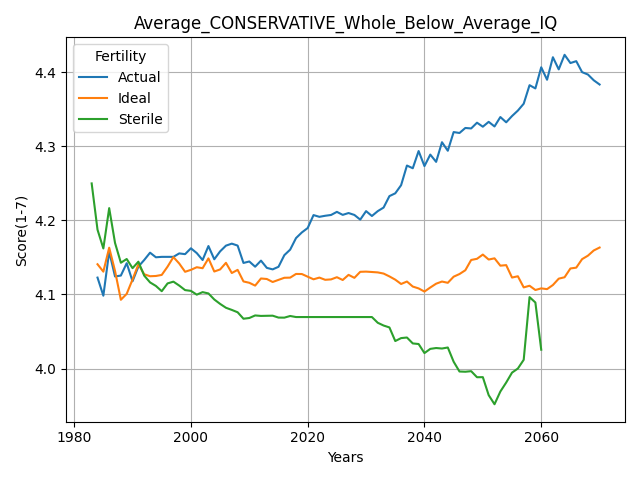 Average_CONSERVATIVE_Whole_Below_Average_IQ
Fertility
Actual
Ideal
Sterile
Score(1-7)
4.4
4.3
4.2
4.1
4.0
1980
2000
2020
2040
2060
Years